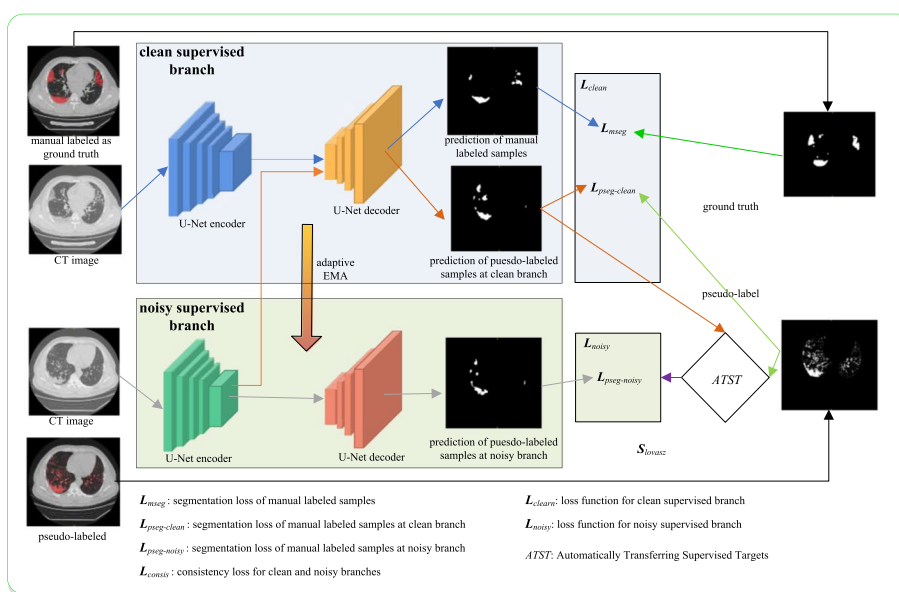 clean supervised
branch
manual labeled as
ground truth
CT image
U-Net encoder
U-Net decoder
prediction of manual
labeled samples
prediction of puesdo-labeled
samples at clean branch
adaptive
EMA
L_clean
L_mseg
L_pseg-clean
ground truth
pseudo-label
noisy supervised
branch
CT image
pseudo-labeled
U-Net encoder
U-Net decoder
prediction of puesdo-labeled
samples at noisy branch
L_noisy
L_pseg-noisy
ATST
S_lovasz
L_mseg : segmentation loss of manual labeled samples
L_pseg-clean : segmentation loss of manual labeled samples at clean branch
L_pseg-noisy : segmentation loss of manual labeled samples at noisy branch
L_consis : consistency loss for clean and noisy branches
L_clearn: loss function for clean supervised branch
L_noisy: loss function for noisy supervised branch
ATST: Automatically Transferring Supervised Targets